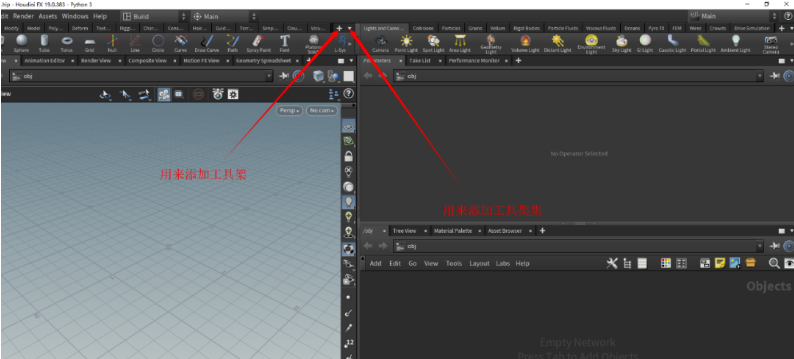 .hip - Houdini FX 19.0.383 - Python 3
dit Render Assets Windows Help Build Main Main
Modify Model Poly... Deform Text... Rigg... Char... Cons... Hair... Guid... Terr... Simp... Clou... Volu... Lights and Came... Collisions Particles Grains Vellum Rigid Bodies Particle Fluids Viscous Fluids Oceans Pyro FX FEM Wires Crowds Drive Simulation
Sphere Tube Torus Grid Null Line Circle Curve Draw Curve Path Spray Paint Font Platonic L-Sys Camera Point Light Spot Light Area Light Geometry Light Volume Light Distant Light Environment Light Sky Light GI Light Caustic Light Portal Light Ambient Light Stereo Camera
Animation Editor Render View Composite View Motion FX View Geometry Spreadsheet Parameters Take List Performance Monitor
obj obj
iew
Persp No cam
No Operator Selected
用来添加工具架
用来添加工具架集
/obj Tree View Material Palette Asset Browser
obj
Add Edit Go View Tools Layout Labs Help
Objects
Empty Network
Press Tab to Add Objects
12